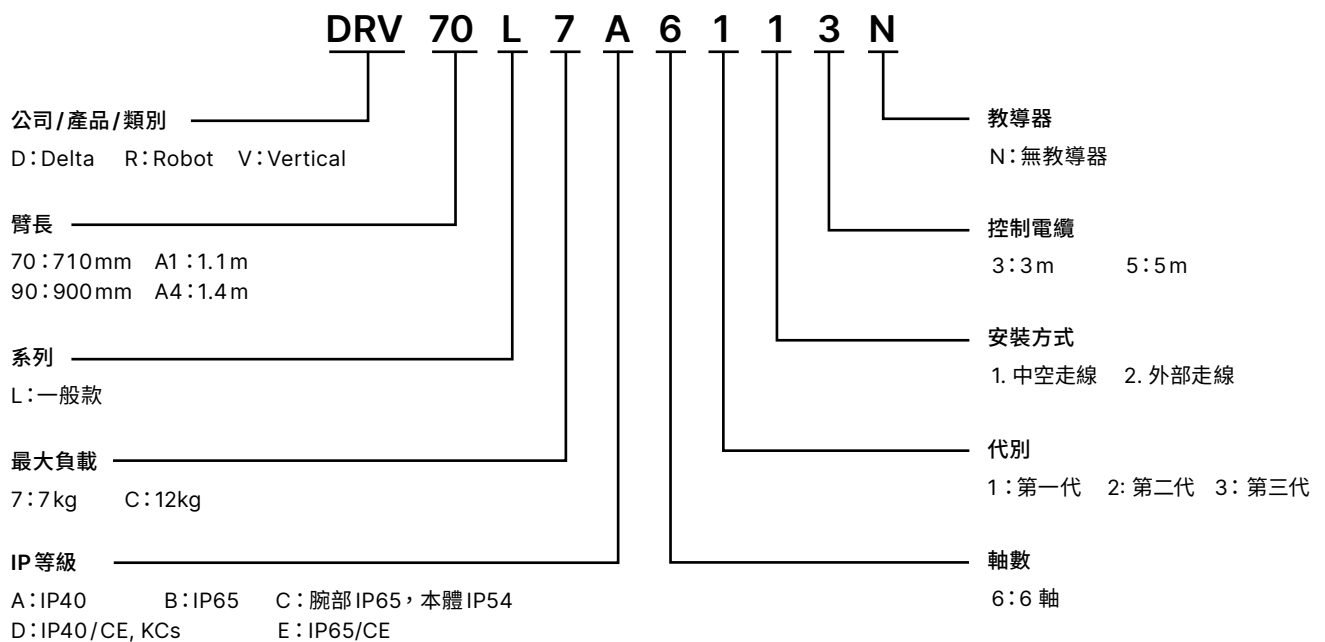 DRV 70 L 7 A 6 1 1 3 N
公司/產品/類別
D：Delta R：Robot V：Vertical
臂長
70：710mm A1：1.1m
90：900mm A4：1.4m
系列
L：一般款
最大負載
7：7kg C：12kg
IP等級
A：IP40 B：IP65 C：腕部IP65，本體IP54
D：IP40/CE, KCs E：IP65/CE
教導器
N：無教導器
控制電纜
3：3m 5：5m
安裝方式
1. 中空走線 2. 外部走線
代別
1：第一代 2: 第二代 3：第三代
軸數
6：6 軸